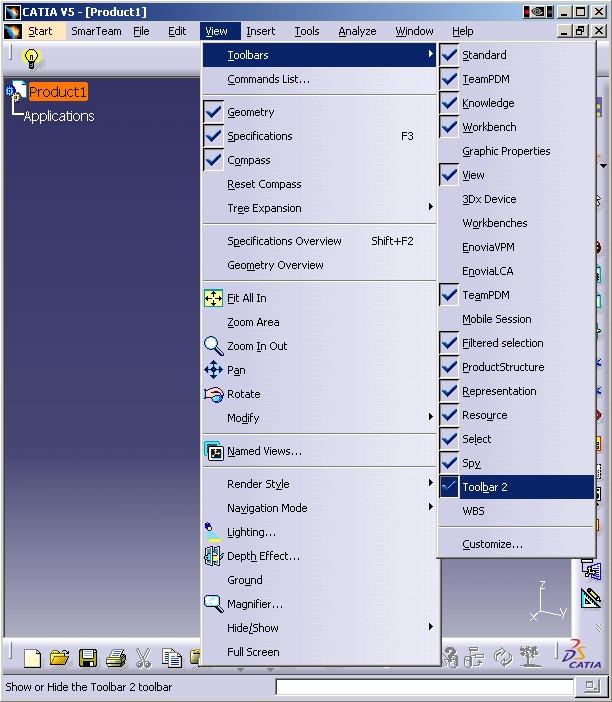 CATIA V5 - [Product1]
Start SmarTeam File Edit View Insert Tools Analyze Window Help
Product1
Applications
Toolbars
Commands List...
Geometry
Specifications F3
Compass
Reset Compass
Tree Expansion
Specifications Overview Shift+F2
Geometry Overview
Fit All In
Zoom Area
Zoom In Out
Pan
Rotate
Modify
Named Views...
Render Style
Navigation Mode
Lighting...
Depth Effect...
Ground
Magnifier...
Hide/Show
Full Screen
Standard
TeamPDM
Knowledge
Workbench
Graphic Properties
View
3Dx Device
Workbenches
EnoviaVPM
EnoviaLCA
TeamPDM
Mobile Session
Filtered selection
ProductStructure
Representation
Resource
Select
Spy
Toolbar 2
WBS
Customize...
z
x y
CATIA
Show or Hide the Toolbar 2 toolbar